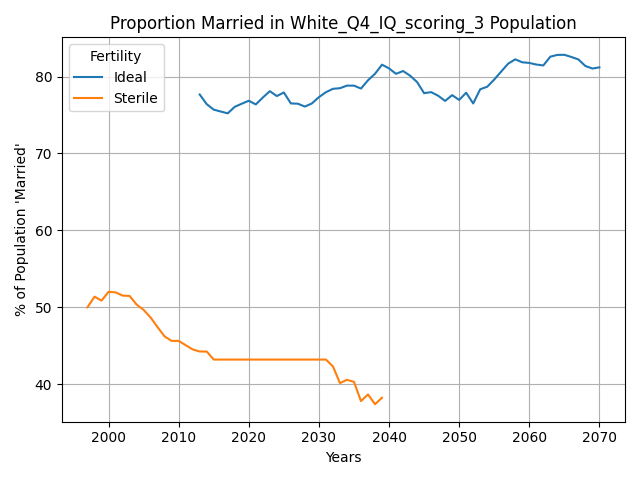 Proportion Married in White_Q4_IQ_scoring_3 Population
Fertility
Ideal
Sterile
% of Population 'Married'
80
70
60
50
40
2000 2010 2020 2030 2040 2050 2060 2070
Years